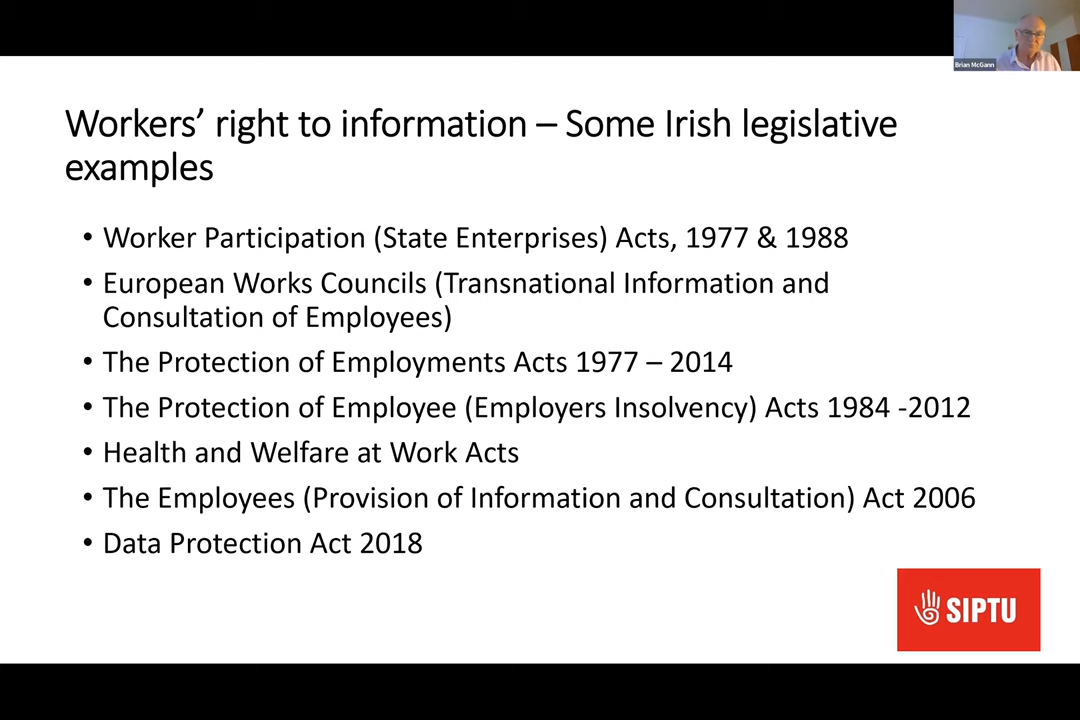 Brian McGann
Workers’ right to information – Some Irish legislative
examples
• Worker Participation (State Enterprises) Acts, 1977 & 1988
• European Works Councils (Transnational Information and
Consultation of Employees)
• The Protection of Employments Acts 1977 – 2014
• The Protection of Employee (Employers Insolvency) Acts 1984 -2012
• Health and Welfare at Work Acts
• The Employees (Provision of Information and Consultation) Act 2006
• Data Protection Act 2018
SIPTU